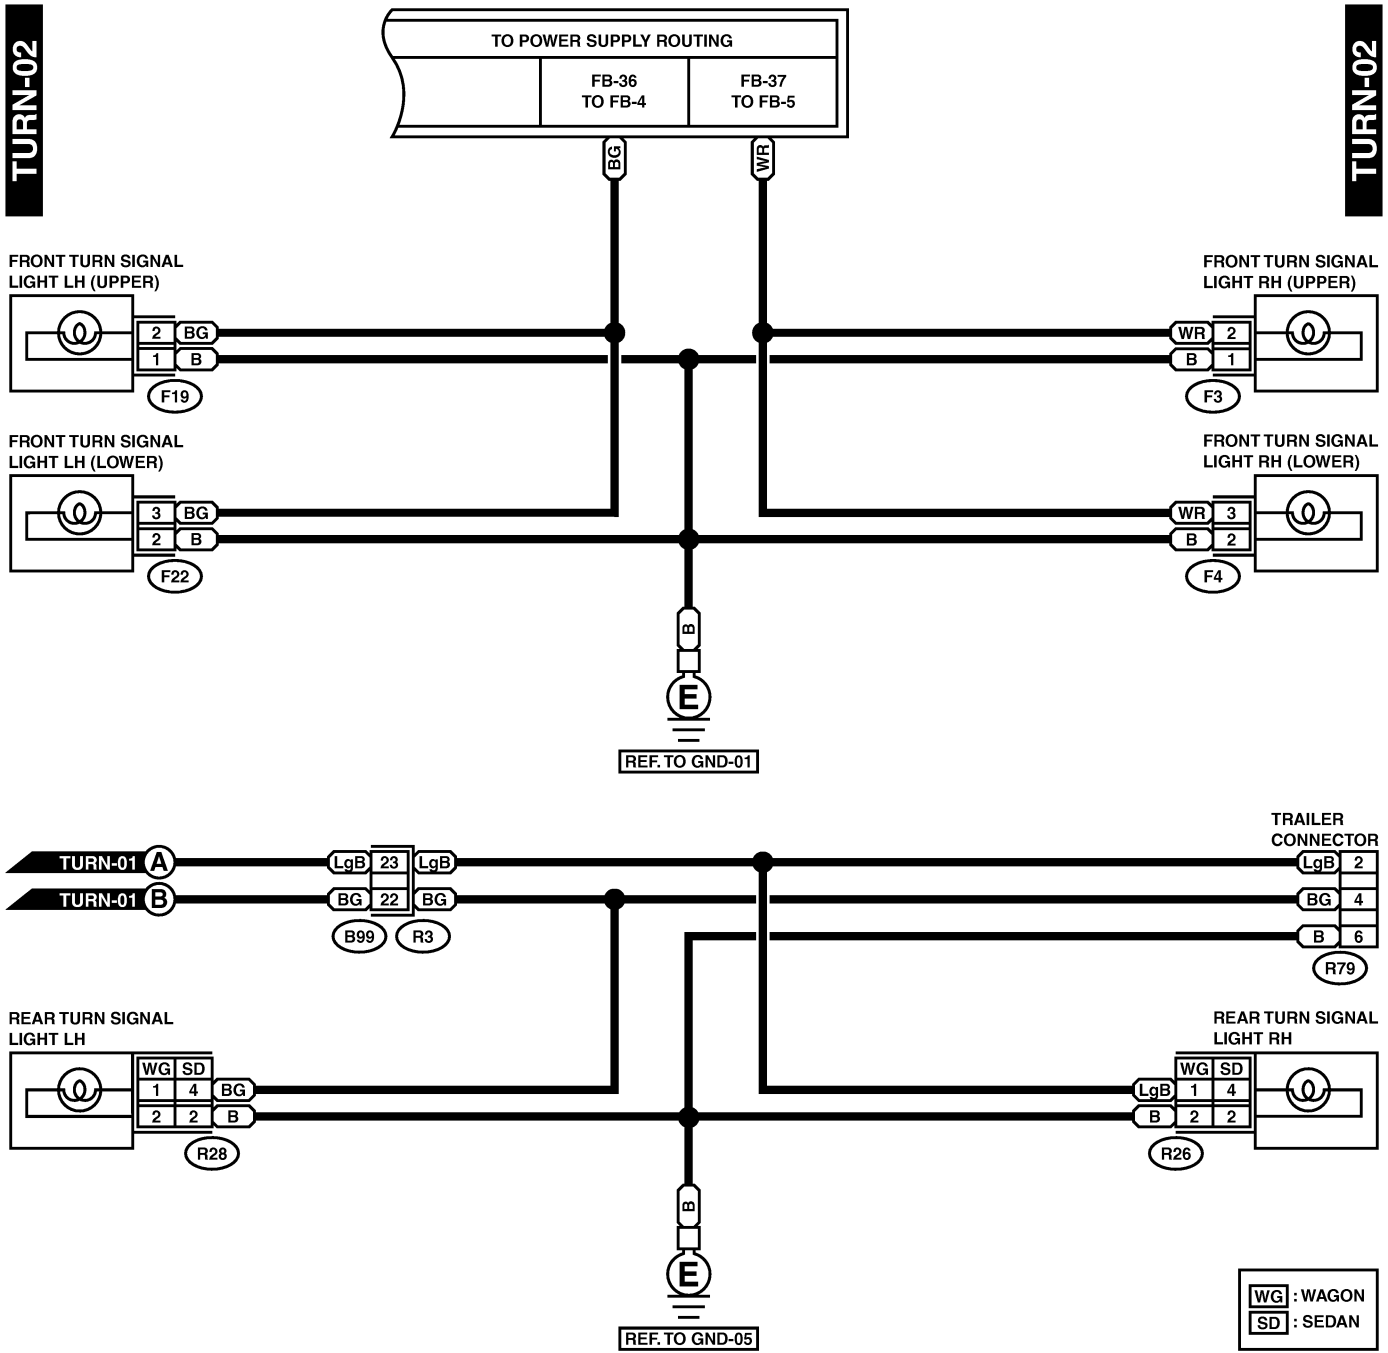 TURN-02
TURN-02
TO POWER SUPPLY ROUTING
FB-36
TO FB-4
FB-37
TO FB-5
BG
WR
FRONT TURN SIGNAL
LIGHT LH (UPPER)
2 BG
1 B
F19
FRONT TURN SIGNAL
LIGHT RH (UPPER)
WR 2
B 1
F3
FRONT TURN SIGNAL
LIGHT LH (LOWER)
3 BG
2 B
F22
FRONT TURN SIGNAL
LIGHT RH (LOWER)
WR 3
B 2
F4
B
E
REF. TO GND-01
TURN-01 A
LgB 23 LgB
TURN-01 B
BG 22 BG
B99 R3
TRAILER
CONNECTOR
LgB 2
BG 4
B 6
R79
REAR TURN SIGNAL
LIGHT LH
WG SD
1 4 BG
2 2 B
R28
REAR TURN SIGNAL
LIGHT RH
WG SD
LgB 1 4
B 2 2
R26
B
E
REF. TO GND-05
WG : WAGON
SD : SEDAN